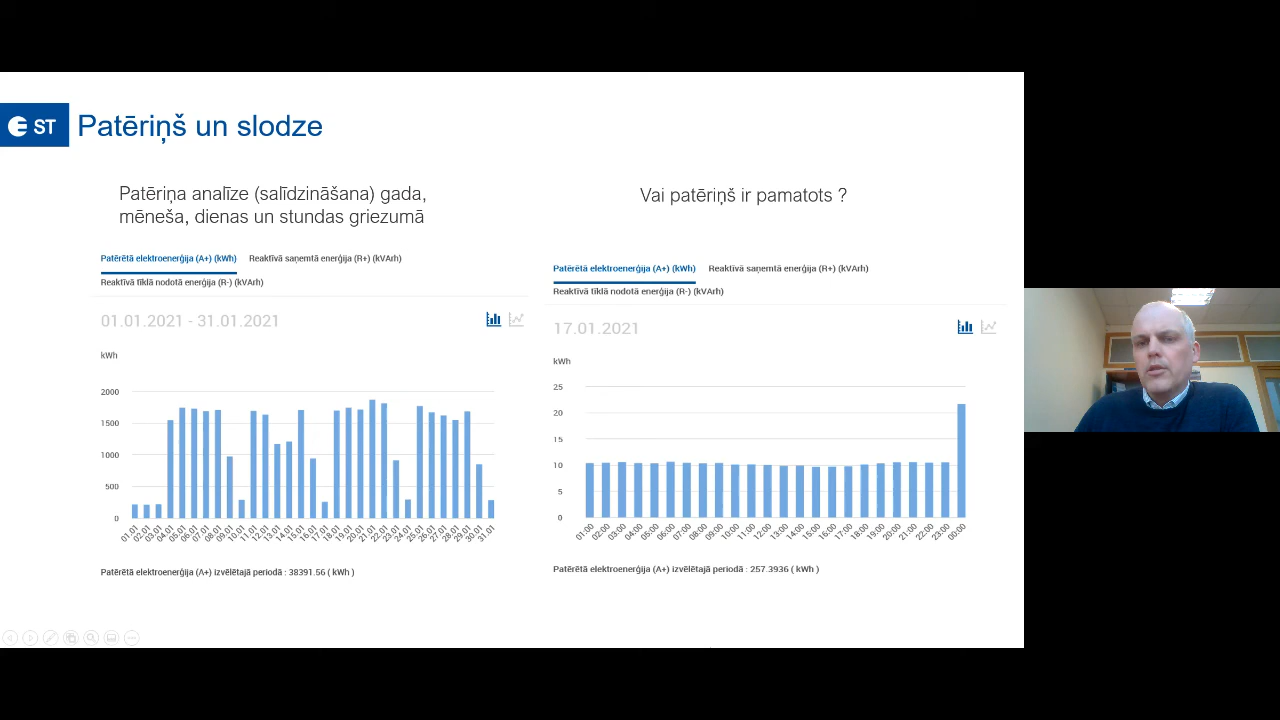 ST
Patēriņš un slodze
Patēriņa analīze (salīdzināšana) gada,
mēneša, dienas un stundas griezumā
Patērētā elektroenerģija (A+) (kWh) Reaktīvā saņemtā enerģija (R+) (kVArh)
Reaktīvā tīklā nodotā enerģija (R-) (kVArh)
01.01.2021 - 31.01.2021
kWh
2000
1500
1000
500
0
01.01 02.01 03.01 04.01 05.01 06.01 07.01 08.01 09.01 10.01 11.01 12.01 13.01 14.01 15.01 16.01 17.01 18.01 19.01 20.01 21.01 22.01 23.01 24.01 25.01 26.01 27.01 28.01 29.01 30.01 31.01
Patērētā elektroenerģija (A+) izvēlētajā periodā : 38391.56 ( kWh )
Vai patēriņš ir pamatots ?
Patērētā elektroenerģija (A+) (kWh) Reaktīvā saņemtā enerģija (R+) (kVArh)
Reaktīvā tīklā nodotā enerģija (R-) (kVArh)
17.01.2021
kWh
25
20
15
10
5
0
01:00 02:00 03:00 04:00 05:00 06:00 07:00 08:00 09:00 10:00 11:00 12:00 13:00 14:00 15:00 16:00 17:00 18:00 19:00 20:00 21:00 22:00 23:00 00:00
Patērētā elektroenerģija (A+) izvēlētajā periodā : 257.3936 ( kWh )